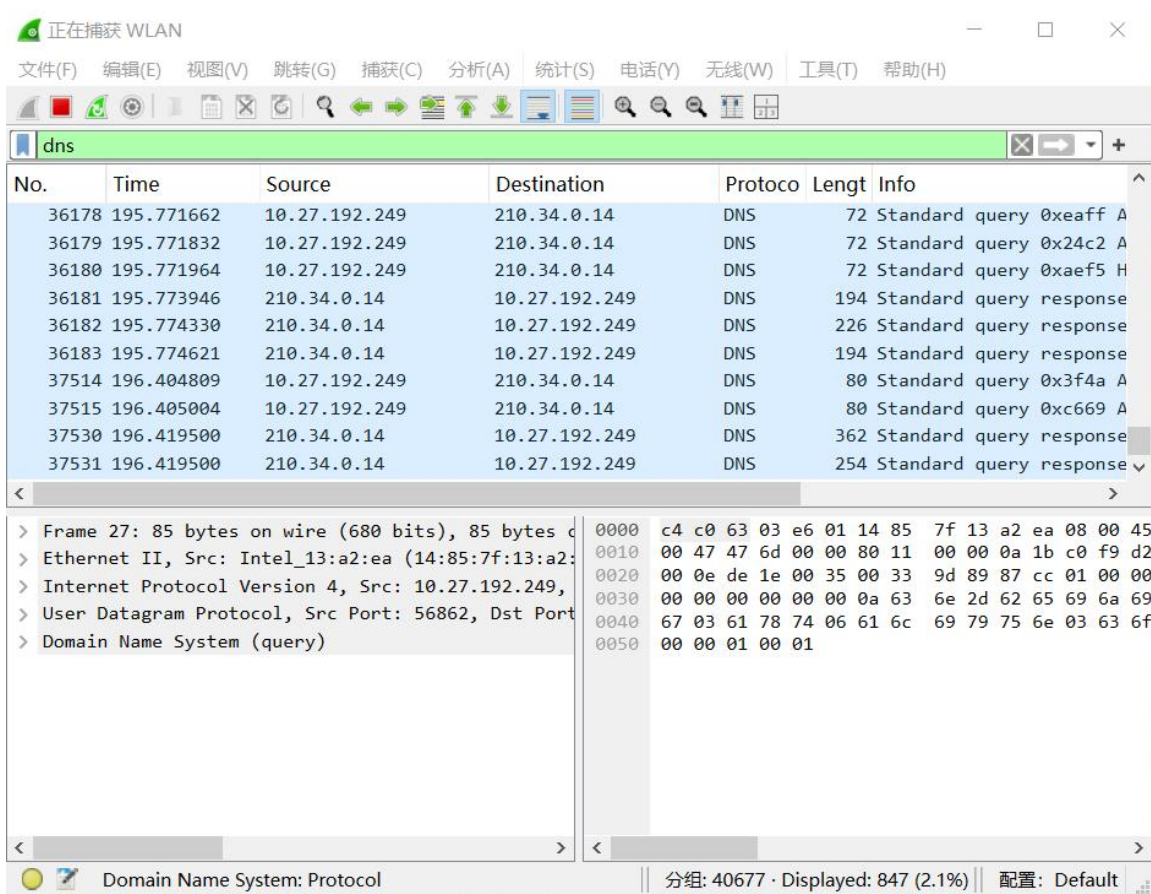 正在捕获 WLAN
文件(F) 编辑(E) 视图(V) 跳转(G) 捕获(C) 分析(A) 统计(S) 电话(Y) 无线(W) 工具(T) 帮助(H)
dns
No. Time Source Destination Protoco Lengt Info
36178 195.771662 10.27.192.249 210.34.0.14 DNS 72 Standard query 0xeaff A
36179 195.771832 10.27.192.249 210.34.0.14 DNS 72 Standard query 0x24c2 A
36180 195.771964 10.27.192.249 210.34.0.14 DNS 72 Standard query 0xaef5 H
36181 195.773946 210.34.0.14 10.27.192.249 DNS 194 Standard query response
36182 195.774330 210.34.0.14 10.27.192.249 DNS 226 Standard query response
36183 195.774621 210.34.0.14 10.27.192.249 DNS 194 Standard query response
37514 196.404809 10.27.192.249 210.34.0.14 DNS 80 Standard query 0x3f4a A
37515 196.405004 10.27.192.249 210.34.0.14 DNS 80 Standard query 0xc669 A
37530 196.419500 210.34.0.14 10.27.192.249 DNS 362 Standard query response
37531 196.419500 210.34.0.14 10.27.192.249 DNS 254 Standard query response
Frame 27: 85 bytes on wire (680 bits), 85 bytes c
Ethernet II, Src: Intel_13:a2:ea (14:85:7f:13:a2:
Internet Protocol Version 4, Src: 10.27.192.249,
User Datagram Protocol, Src Port: 56862, Dst Port
Domain Name System (query)
0000 c4 c0 63 03 e6 01 14 85 7f 13 a2 ea 08 00 45
0010 00 47 47 6d 00 00 80 11 00 00 0a 1b c0 f9 d2
0020 00 0e de 1e 00 35 00 33 9d 89 87 cc 01 00 00
0030 00 00 00 00 00 00 0a 63 6e 2d 62 65 69 6a 69
0040 67 03 61 78 74 06 61 6c 69 79 75 6e 03 63 6f
0050 00 00 01 00 01
Domain Name System: Protocol
分组: 40677 · Displayed: 847 (2.1%)
配置: Default